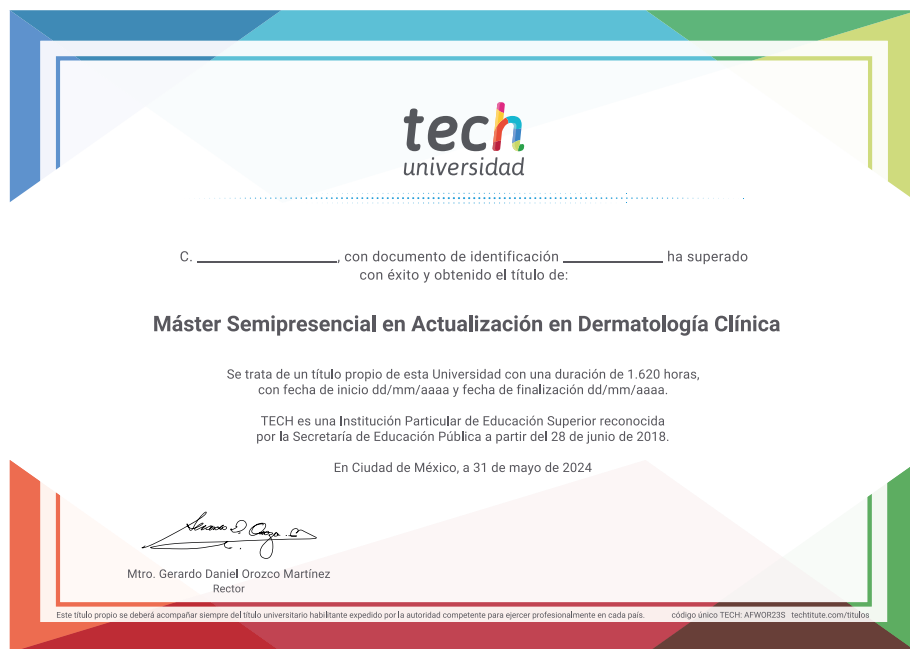 tech
universidad
C. ____________________, con documento de identificación ______________ ha superado
con éxito y obtenido el título de:
Máster Semipresencial en Actualización en Dermatología Clínica
Se trata de un título propio de esta Universidad con una duración de 1.620 horas,
con fecha de inicio dd/mm/aaaa y fecha de finalización dd/mm/aaaa.
TECH es una Institución Particular de Educación Superior reconocida
por la Secretaría de Educación Pública a partir del 28 de junio de 2018.
En Ciudad de México, a 31 de mayo de 2024
Mtro. Gerardo Daniel Orozco Martínez
Rector
Este título propio se deberá acompañar siempre del título universitario habilitante expedido por la autoridad competente para ejercer profesionalmente en cada país. código único TECH: AFWOR23S techtitute.com/titulos